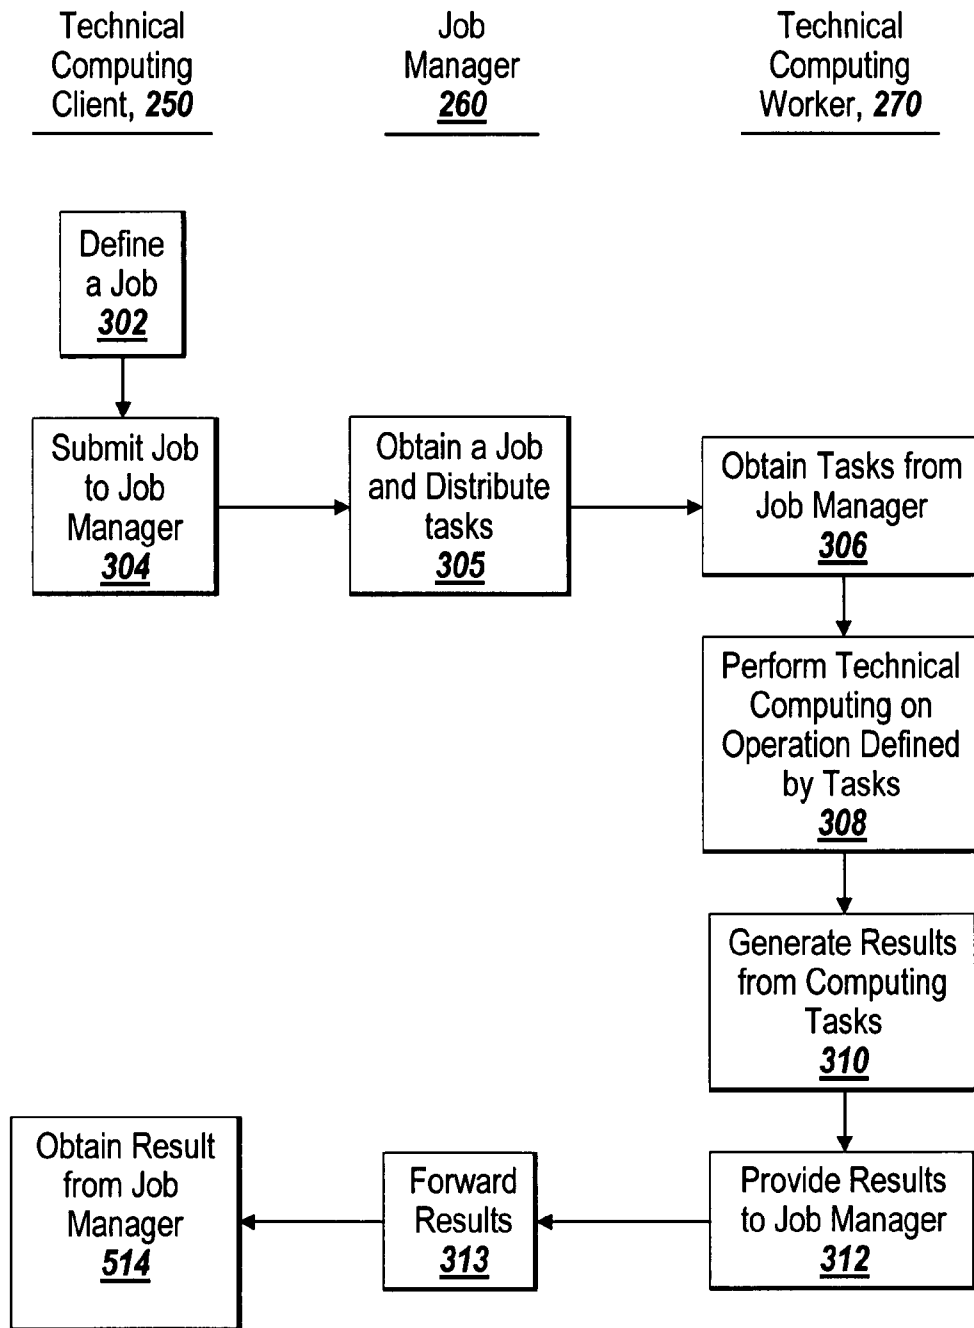 Technical
Computing
Client, 250
Job
Manager
260
Technical
Computing
Worker, 270
Define
a Job
302
Submit Job
to Job
Manager
304
Obtain a Job
and Distribute
tasks
305
Obtain Tasks from
Job Manager
306
Perform Technical
Computing on
Operation Defined
by Tasks
308
Generate Results
from Computing
Tasks
310
Obtain Result
from Job
Manager
514
Forward
Results
313
Provide Results
to Job Manager
312